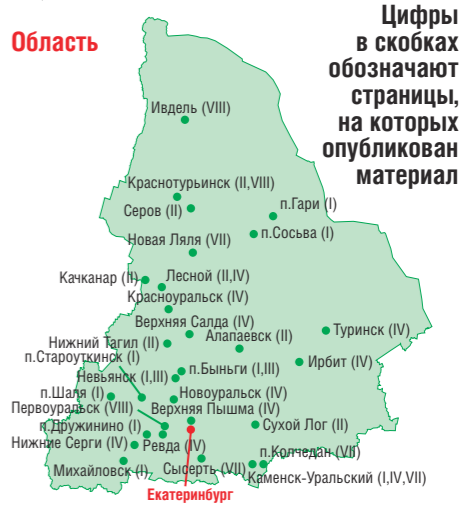 Область
Цифры
в скобках
обозначают
страницы,
на которых
опубликован
материал
Ивдель (VIII)
Краснотурьинск (II,VIII)
Серов (II)
п.Гари (I)
п.Сосьва (I)
Новая Ляля (VII)
Качканар (II)
Лесной (II,IV)
Красноуральск (IV)
Верхняя Салда (IV)
Туринск (IV)
Нижний Тагил (II)
Алапаевск (II)
п.Староуткинск (I)
п.Быньги (I,III)
Ирбит (IV)
Невьянск (I,III)
п.Шаля (I)
Новоуральск (IV)
Первоуральск (VIII)
Верхняя Пышма (IV)
п.Дружинино (I)
Сухой Лог (II)
Нижние Серги (IV)
Ревда (IV)
п.Колчедан (VII)
Михайловск (I)
Сысерть (VII)
Каменск-Уральский (I,IV,VII)
Екатеринбург